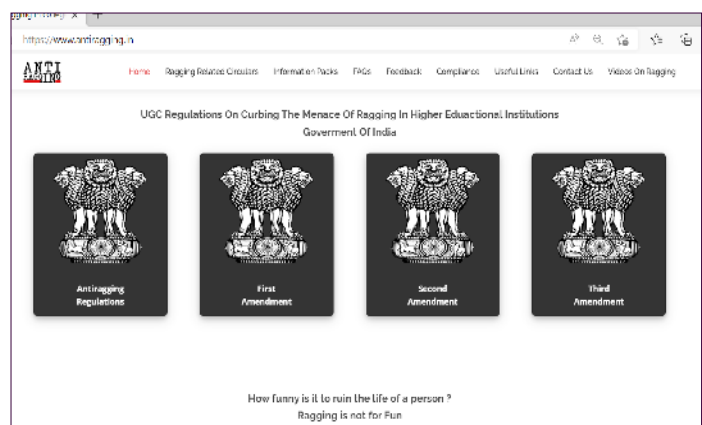 https://www.antiragging.in
ANTI
RAGGING
Home Ragging Related Circulars Information Packs FAQs Feedback Compliance Useful Links Contact Us Videos On Ragging
UGC Regulations On Curbing The Menace Of Ragging In Higher Eduactional Institutions
Goverment Of India
Antiragging
Regulations
First
Amendment
Second
Amendment
Third
Amendment
How funny is it to ruin the life of a person ?
Ragging is not for Fun